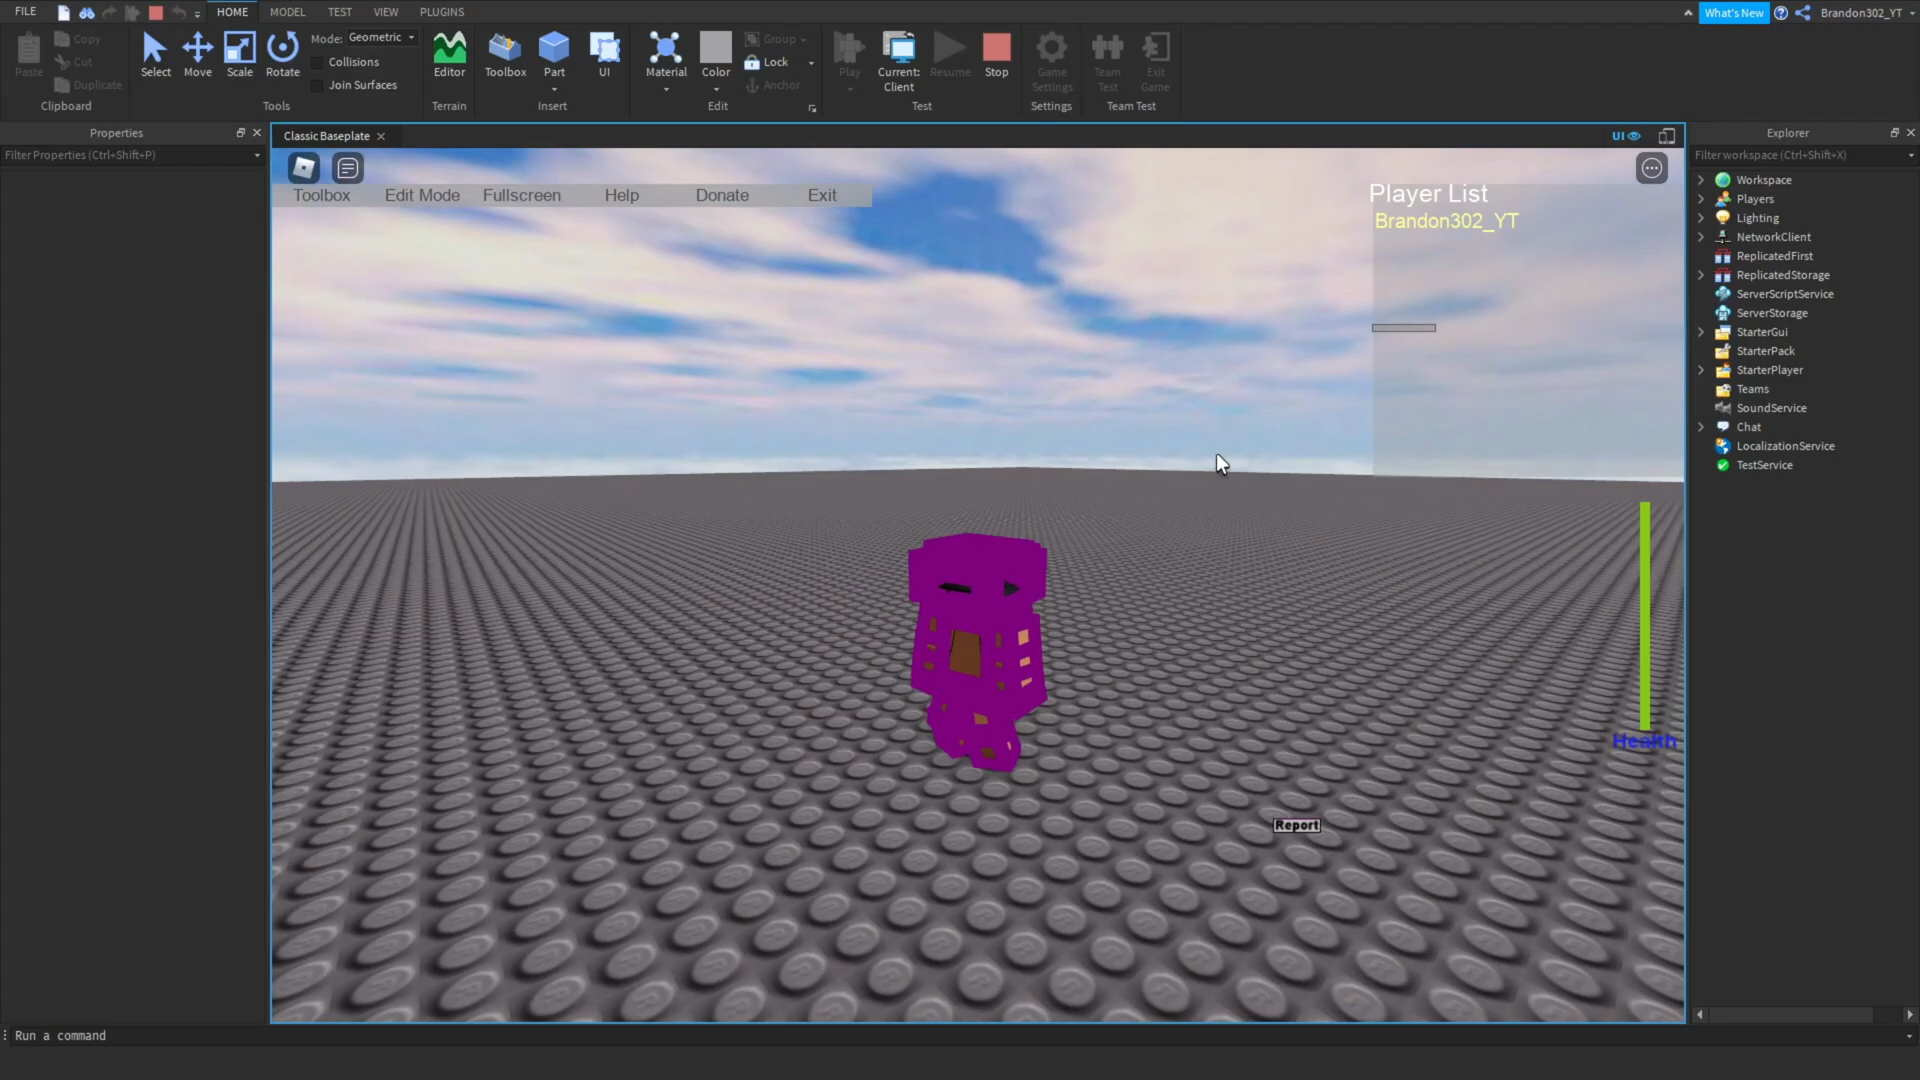 FILE
HOME
MODEL
TEST
VIEW
PLUGINS
What's New
Brandon302_YT
Paste
Copy
Cut
Duplicate
Clipboard
Select
Move
Scale
Rotate
Mode: Geometric
Collisions
Join Surfaces
Tools
Editor
Terrain
Toolbox
Part
UI
Insert
Material
Color
Group
Lock
Anchor
Edit
Play
Current:
Client
Resume
Stop
Test
Game
Settings
Settings
Team
Test
Exit
Game
Team Test
Properties
Filter Properties (Ctrl+Shift+P)
Classic Baseplate
UI
Toolbox
Edit Mode
Fullscreen
Help
Donate
Exit
Player List
Brandon302_YT
Health
Report
Explorer
Filter workspace (Ctrl+Shift+X)
Workspace
Players
Lighting
NetworkClient
ReplicatedFirst
ReplicatedStorage
ServerScriptService
ServerStorage
StarterGui
StarterPack
StarterPlayer
Teams
SoundService
Chat
LocalizationService
TestService
Run a command